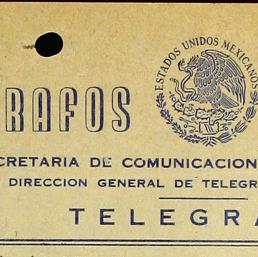 ESTADOS UNIDOS MEXICANOS
RAFOS
CRETARIA DE COMUNICACION
DIRECCION GENERAL DE TELEGR
TELEGRA